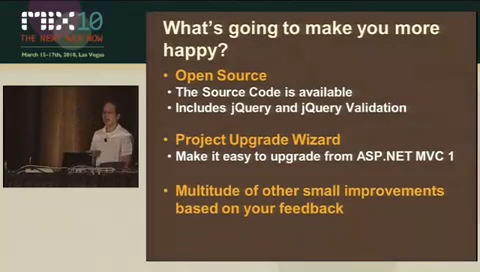 MIX10
THE NEXT WEB NOW
March 15-17th, 2010, Las Vegas
What's going to make you more
happy?
• Open Source
• The Source Code is available
• Includes jQuery and jQuery Validation
• Project Upgrade Wizard
• Make it easy to upgrade from ASP.NET MVC 1
• Multitude of other small improvements
based on your feedback